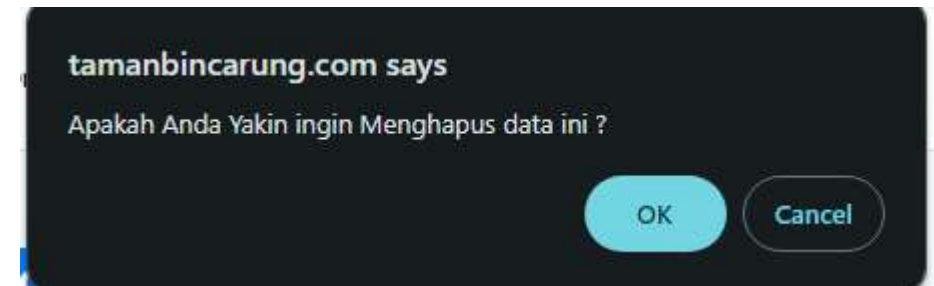 tamanbincarung.com says
Apakah Anda Yakin ingin Menghapus data ini ?
OK Cancel